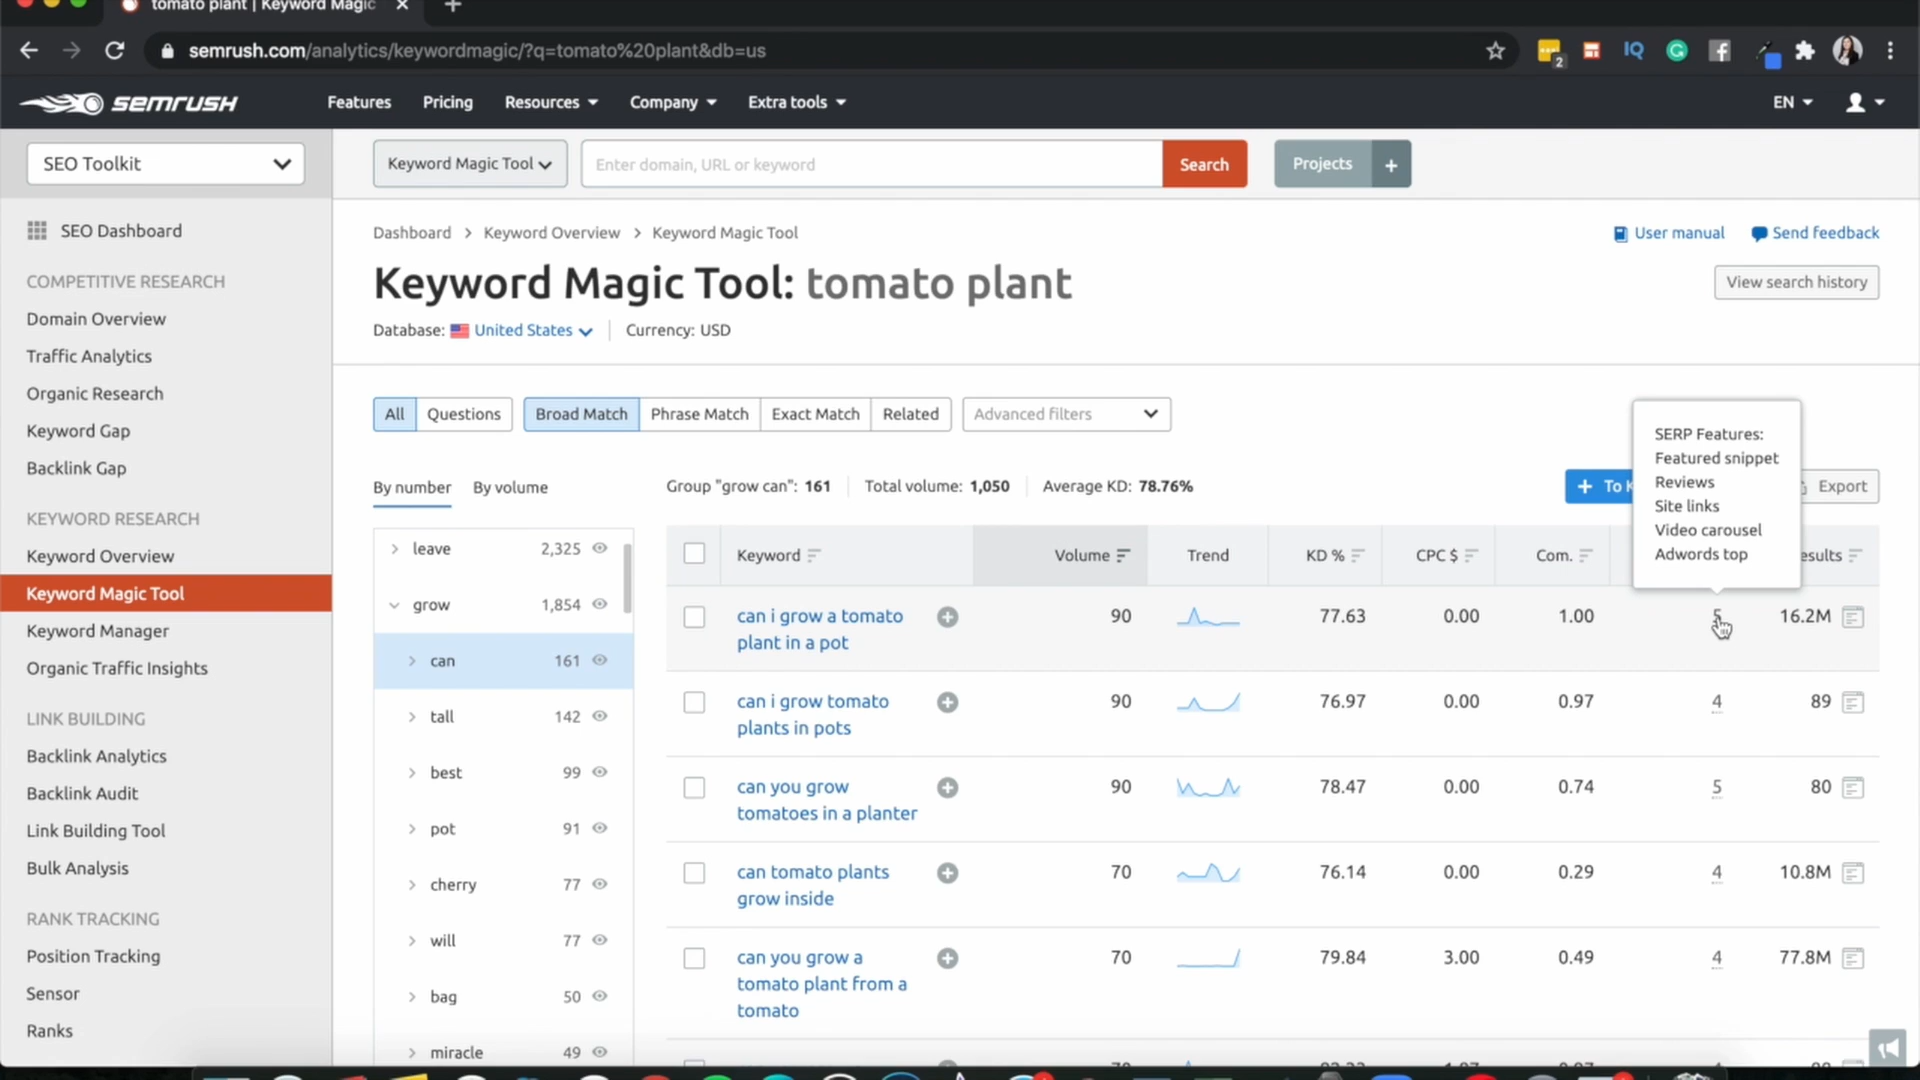 tomato plant | Keyword Magic
semrush.com/analytics/keywordmagic/?q=tomato%20plant&db=us
2
IQ
SEMRUSH
Features
Pricing
Resources
Company
Extra tools
EN
SEO Toolkit
Keyword Magic Tool
Enter domain, URL or keyword
Search
Projects
+
SEO Dashboard
COMPETITIVE RESEARCH
Domain Overview
Traffic Analytics
Organic Research
Keyword Gap
Backlink Gap
KEYWORD RESEARCH
Keyword Overview
Keyword Magic Tool
Keyword Manager
Organic Traffic Insights
LINK BUILDING
Backlink Analytics
Backlink Audit
Link Building Tool
Bulk Analysis
RANK TRACKING
Position Tracking
Sensor
Ranks
Dashboard > Keyword Overview > Keyword Magic Tool
User manual
Send feedback
Keyword Magic Tool: tomato plant
View search history
Database: United States
Currency: USD
All
Questions
Broad Match
Phrase Match
Exact Match
Related
Advanced filters
By number
By volume
Group "grow can": 161
Total volume: 1,050
Average KD: 78.76%
+ To K
Export
SERP Features:
Featured snippet
Reviews
Site links
Video carousel
Adwords top
leave 2,325
grow 1,854
can 161
tall 142
best 99
pot 91
cherry 77
will 77
bag 50
miracle 49
Keyword Volume Trend KD % CPC $ Com. esults
can i grow a tomato plant in a pot 90 77.63 0.00 1.00 5 16.2M
can i grow tomato plants in pots 90 76.97 0.00 0.97 4 89
can you grow tomatoes in a planter 90 78.47 0.00 0.74 5 80
can tomato plants grow inside 70 76.14 0.00 0.29 4 10.8M
can you grow a tomato plant from a tomato 70 79.84 3.00 0.49 4 77.8M